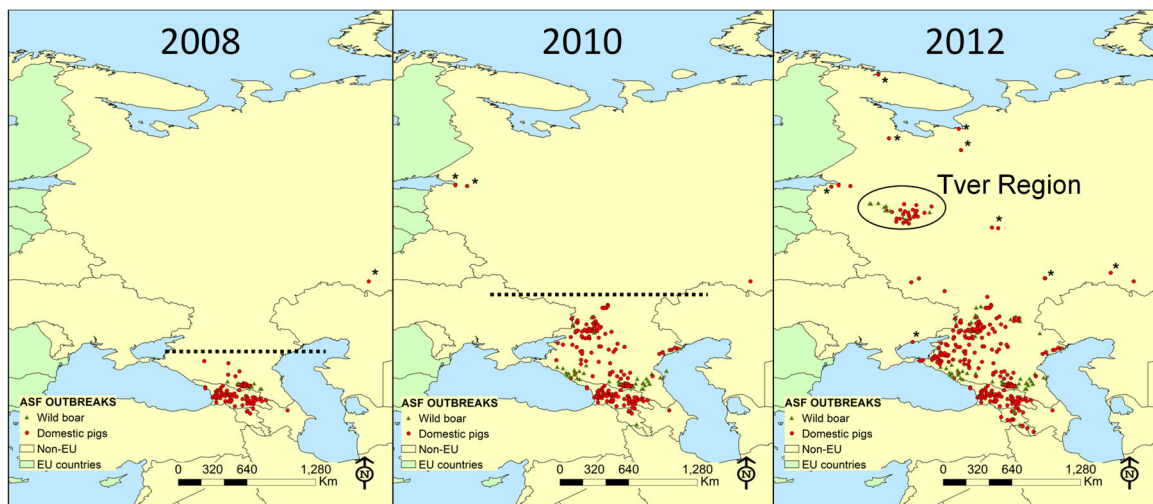 2008
*
ASF OUTBREAKS
Wild boar
Domestic pigs
Non-EU
EU countries
0 320 640 1,280
Km
N
2010
* *
ASF OUTBREAKS
Wild boar
Domestic pigs
Non-EU
EU countries
0 320 640 1,280
Km
N
2012
*
*
* *
*
Tver Region
*
* *
*
ASF OUTBREAKS
Wild boar
Domestic pigs
Non-EU
EU countries
0 320 640 1,280
Km
N